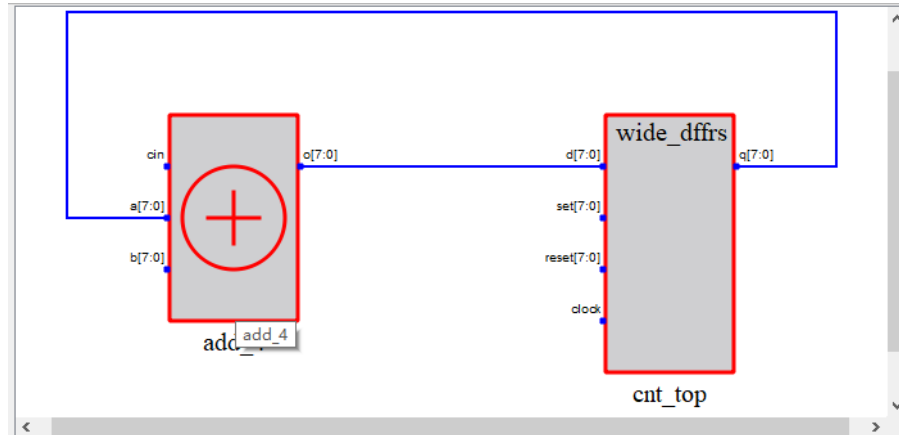 wide_dffrs
cin
o[7:0]
d[7:0]
q[7:0]
a[7:0]
set[7:0]
b[7:0]
reset[7:0]
clock
add_4
cnt_top